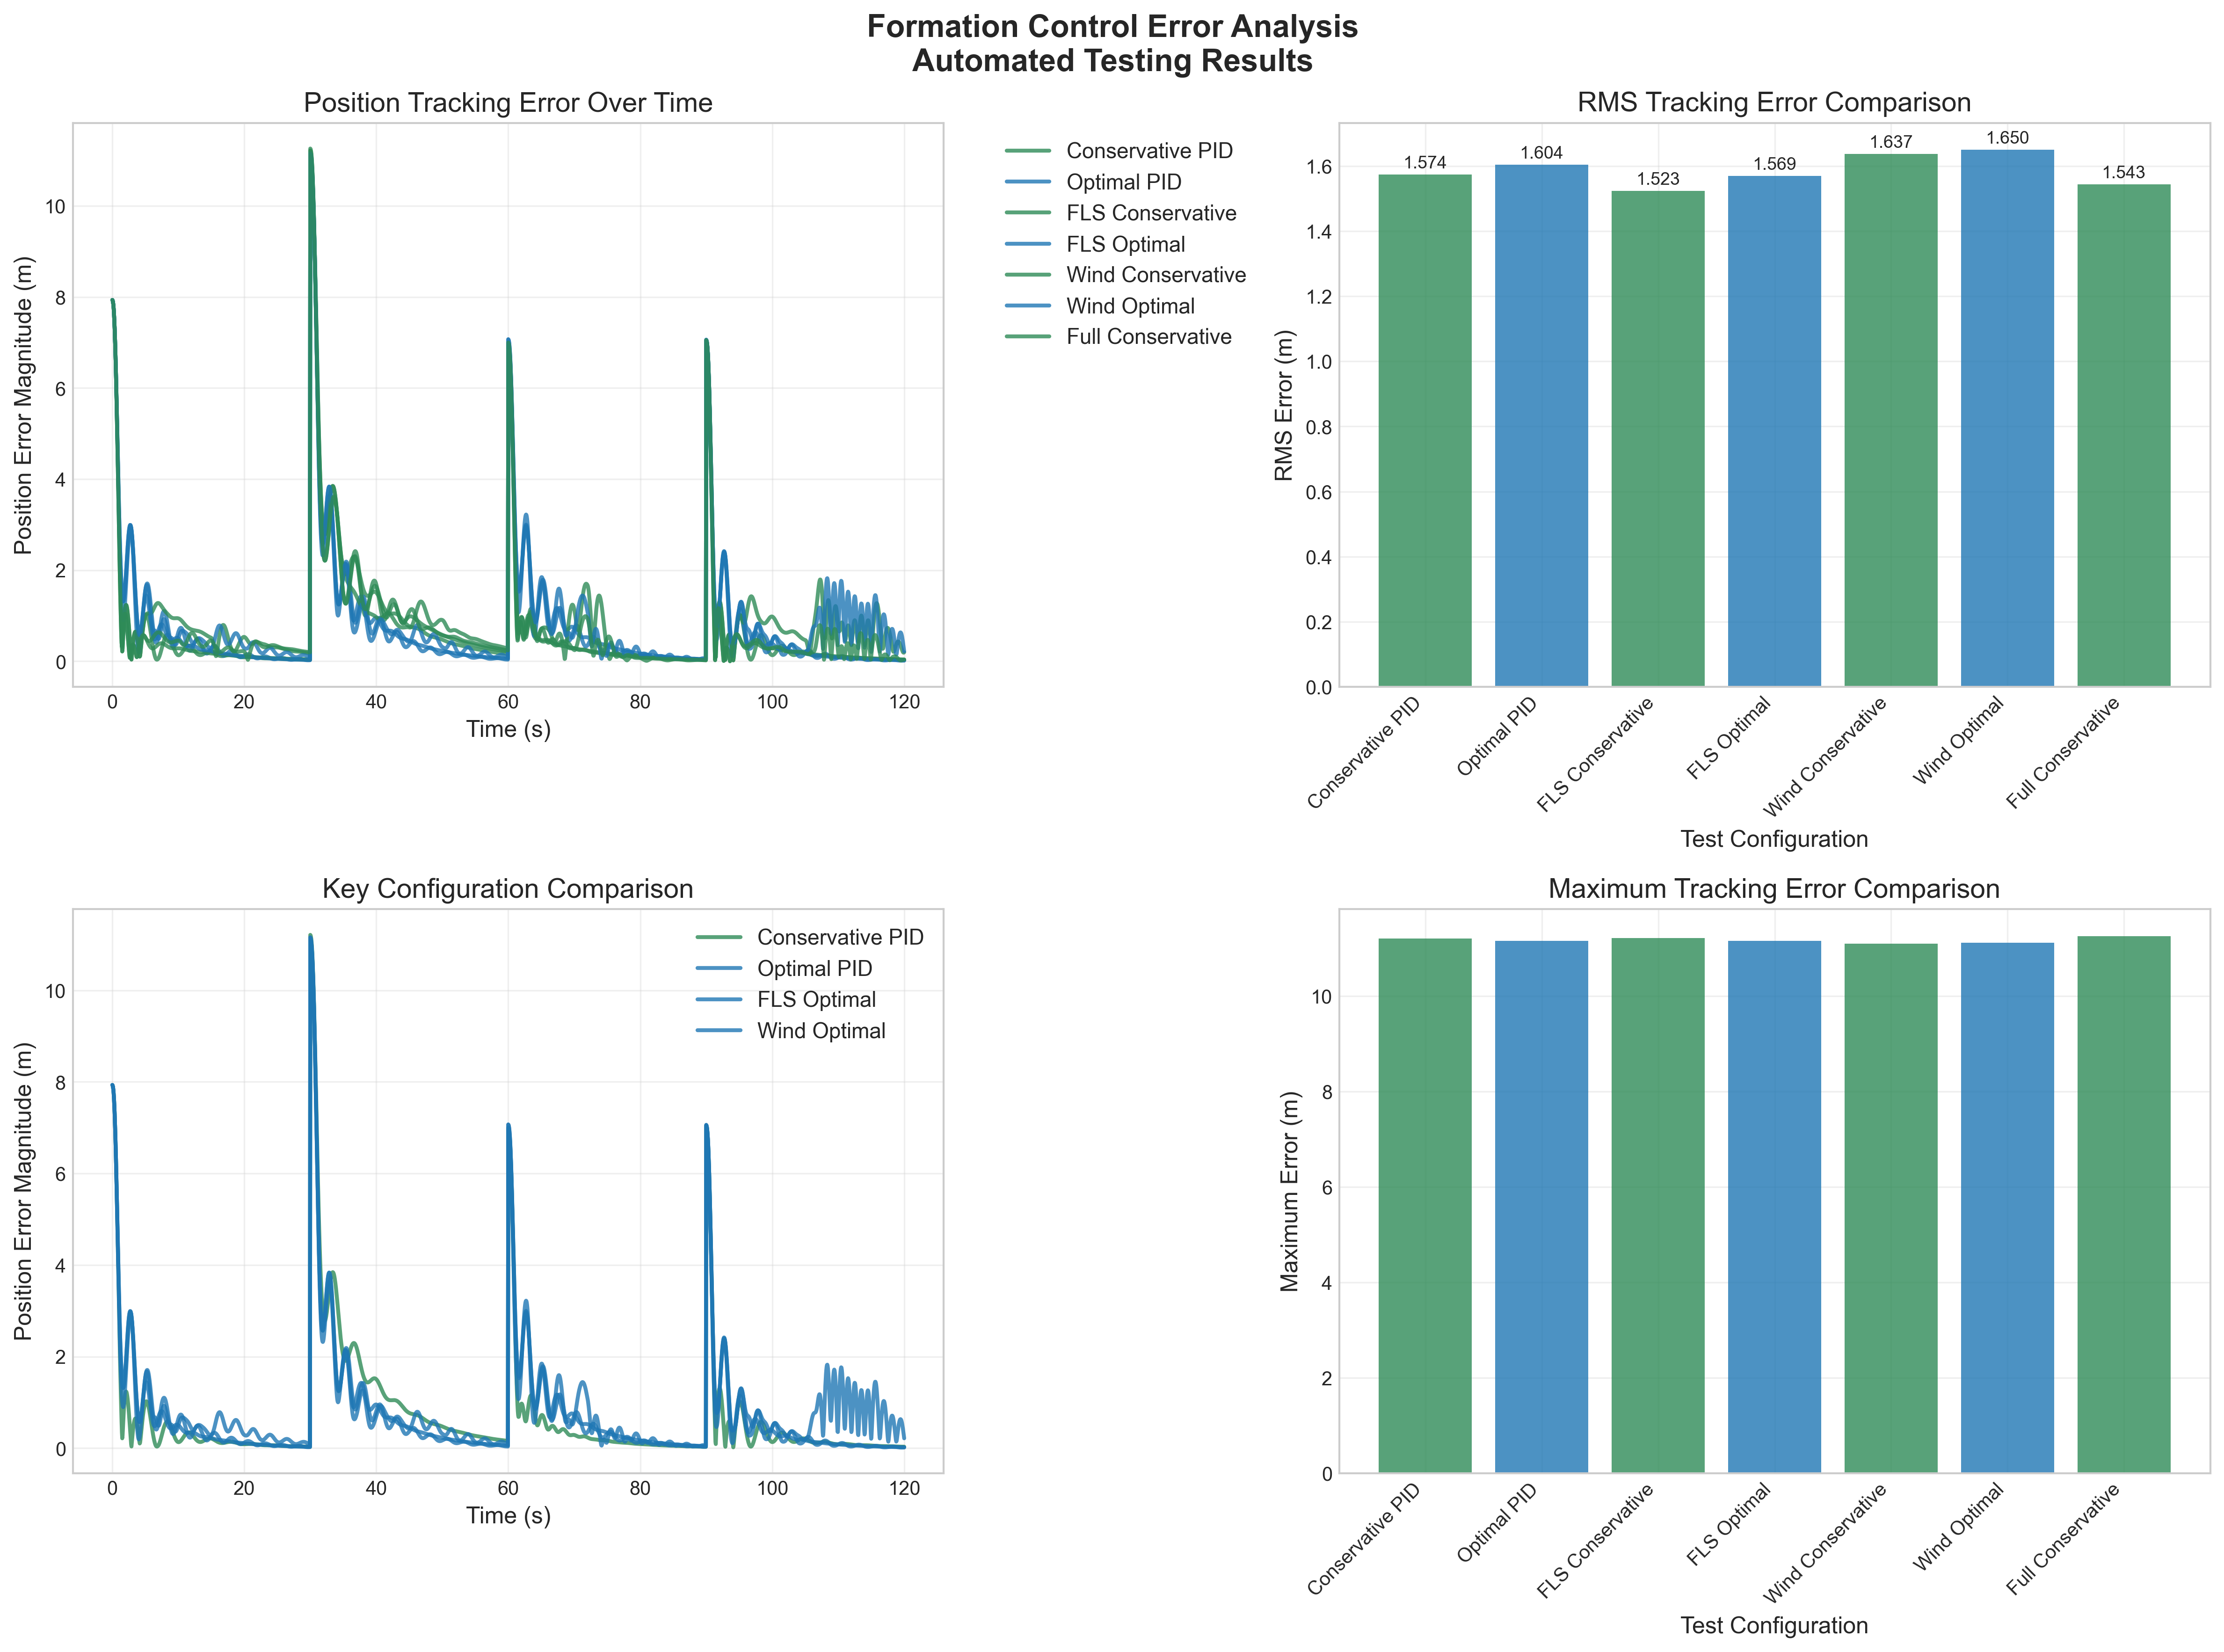 Formation Control Error Analysis
Automated Testing Results
Position Tracking Error Over Time
Position Error Magnitude (m)
10
8
6
4
2
0
0 20 40 60 80 100 120
Time (s)
Conservative PID
Optimal PID
FLS Conservative
FLS Optimal
Wind Conservative
Wind Optimal
Full Conservative
RMS Tracking Error Comparison
RMS Error (m)
1.6
1.4
1.2
1.0
0.8
0.6
0.4
0.2
0.0
1.574 1.604 1.523 1.569 1.637 1.650 1.543
Conservative PID
Optimal PID
FLS Conservative
FLS Optimal
Wind Conservative
Wind Optimal
Full Conservative
Test Configuration
Key Configuration Comparison
Position Error Magnitude (m)
10
8
6
4
2
0
0 20 40 60 80 100 120
Time (s)
Conservative PID
Optimal PID
FLS Optimal
Wind Optimal
Maximum Tracking Error Comparison
Maximum Error (m)
10
8
6
4
2
0
Conservative PID
Optimal PID
FLS Conservative
FLS Optimal
Wind Conservative
Wind Optimal
Full Conservative
Test Configuration